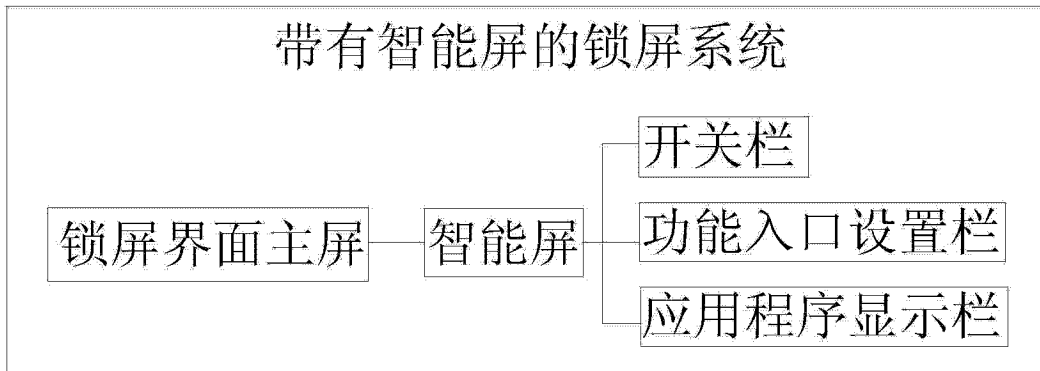 带有智能屏的锁屏系统
开关栏
锁屏界面主屏
智能屏
功能入口设置栏
应用程序显示栏